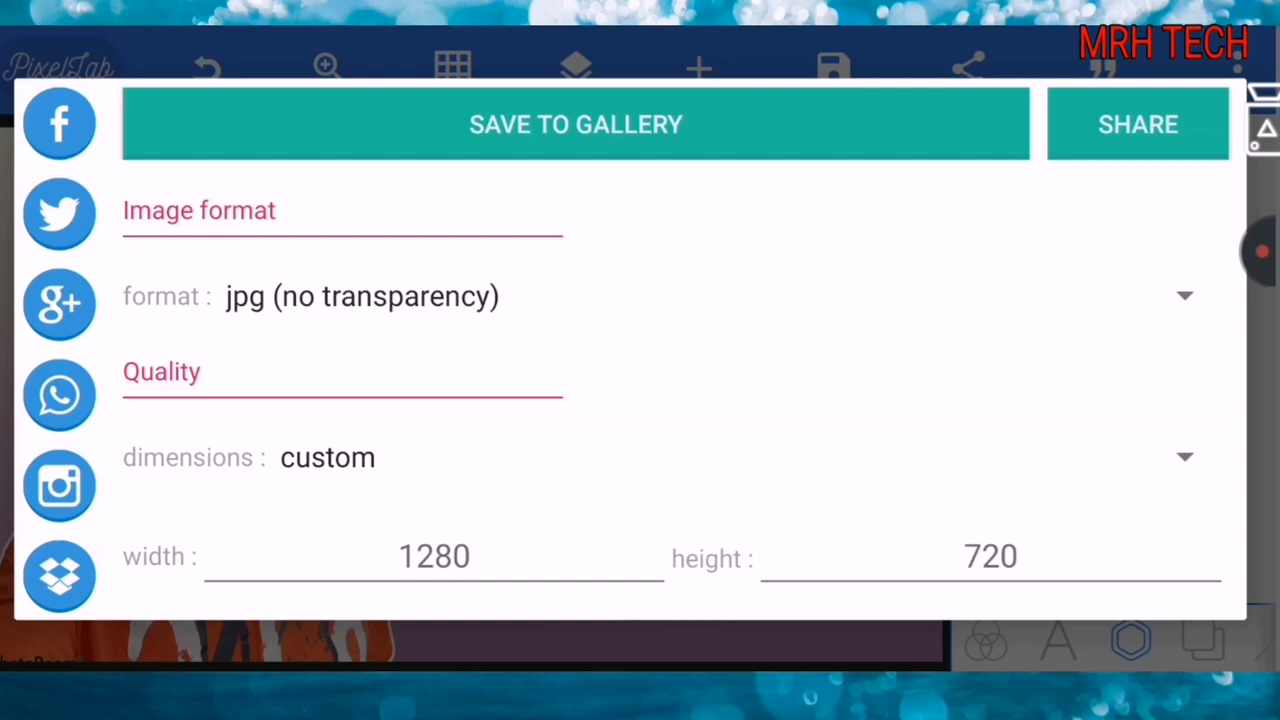 MRH TECH
PixelLab
SAVE TO GALLERY
SHARE
Image format
format : jpg (no transparency)
Quality
dimensions : custom
width : 1280 height : 720